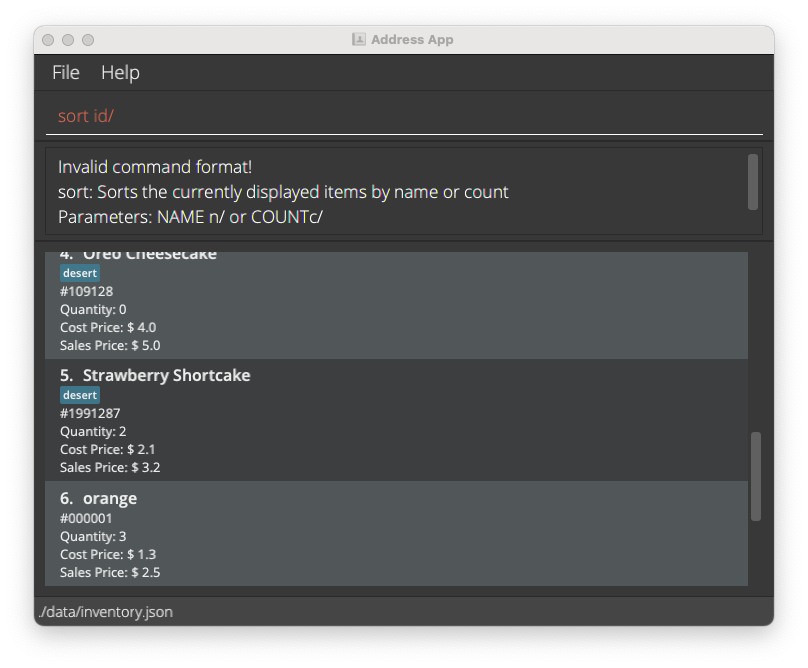 Address App
File Help
sort id/
Invalid command format!
sort: Sorts the currently displayed items by name or count
Parameters: NAME n/ or COUNTc/
4. Oreo Cheesecake
desert
#109128
Quantity: 0
Cost Price: $ 4.0
Sales Price: $ 5.0
5. Strawberry Shortcake
desert
#1991287
Quantity: 2
Cost Price: $ 2.1
Sales Price: $ 3.2
6. orange
#000001
Quantity: 3
Cost Price: $ 1.3
Sales Price: $ 2.5
./data/inventory.json